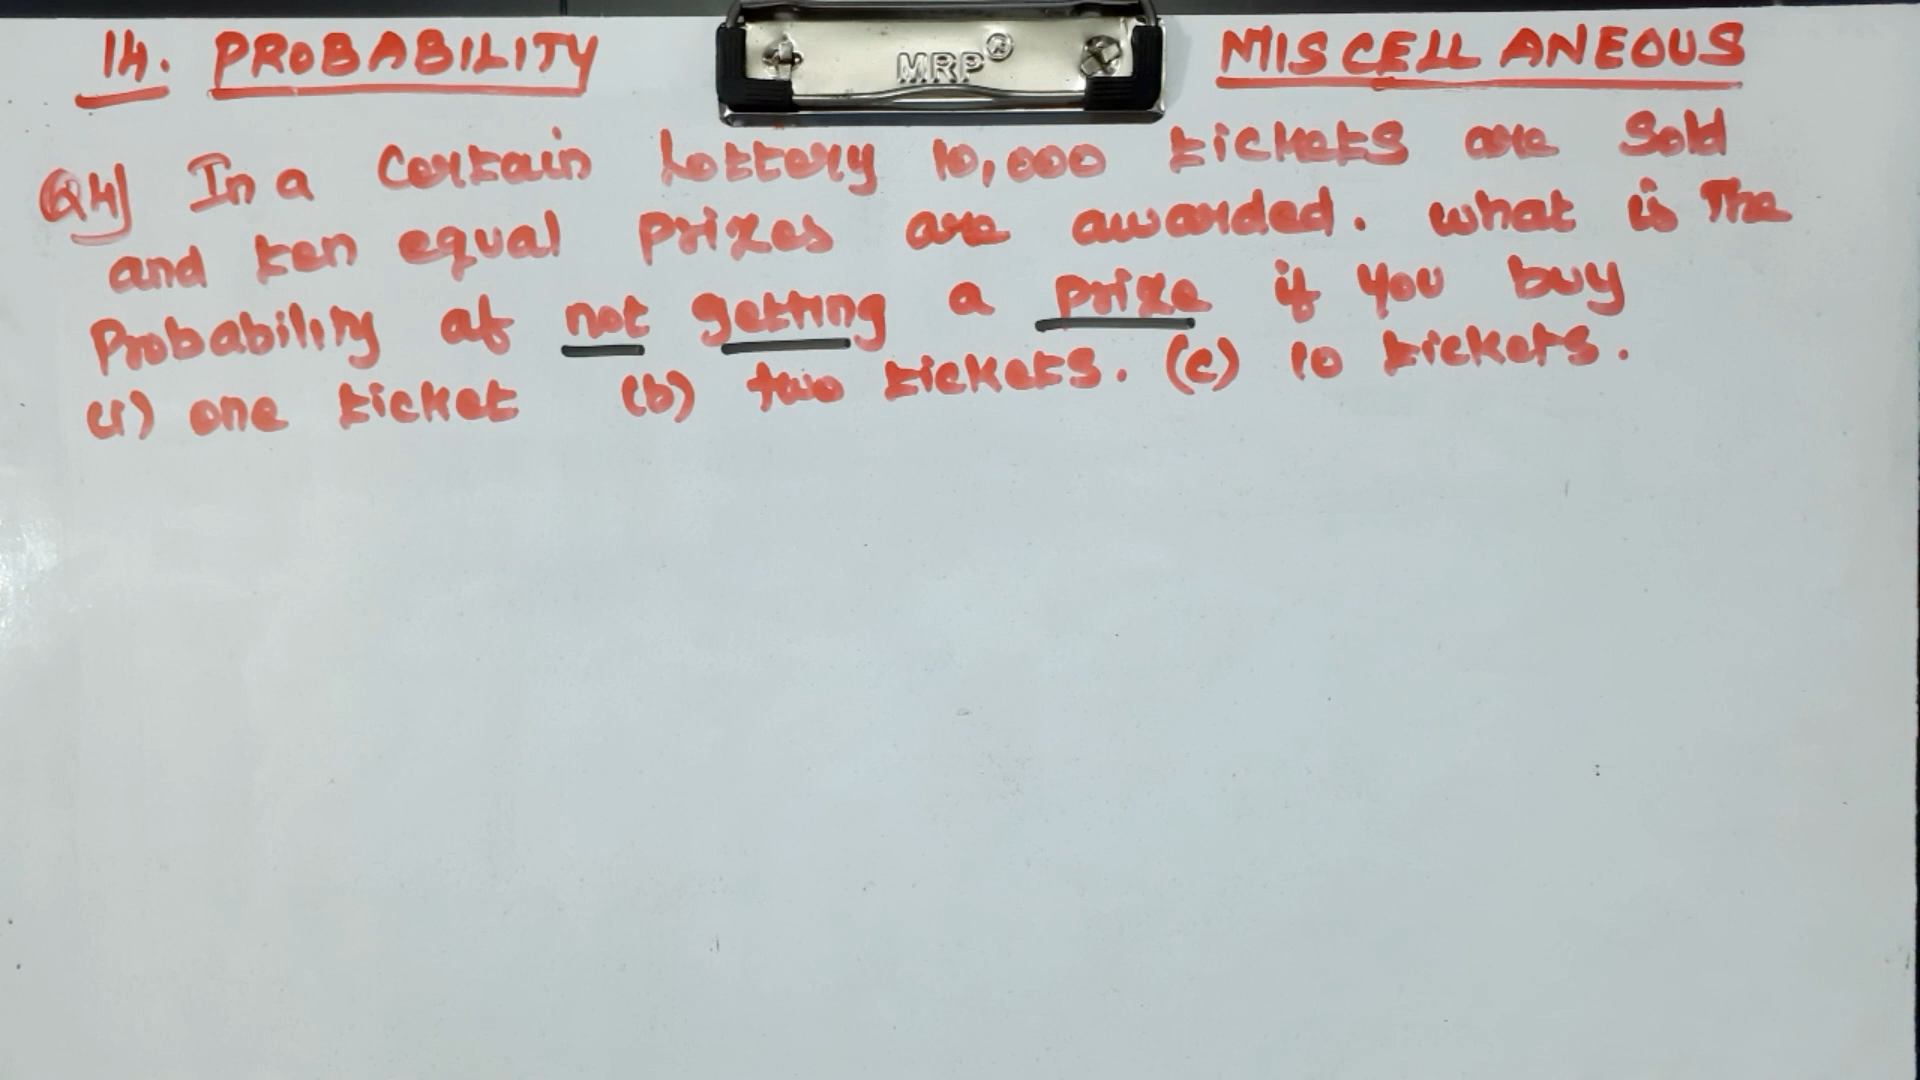 14. PROBABILITY
MRP®
MISCELLANEOUS
Q4) In a certain Lottery 10,000 tickets are Sold
and ten equal prizes are awarded. what is The
Probability of not getting a prize if you buy
(1) one ticket (b) two tickets. (c) 10 tickets.